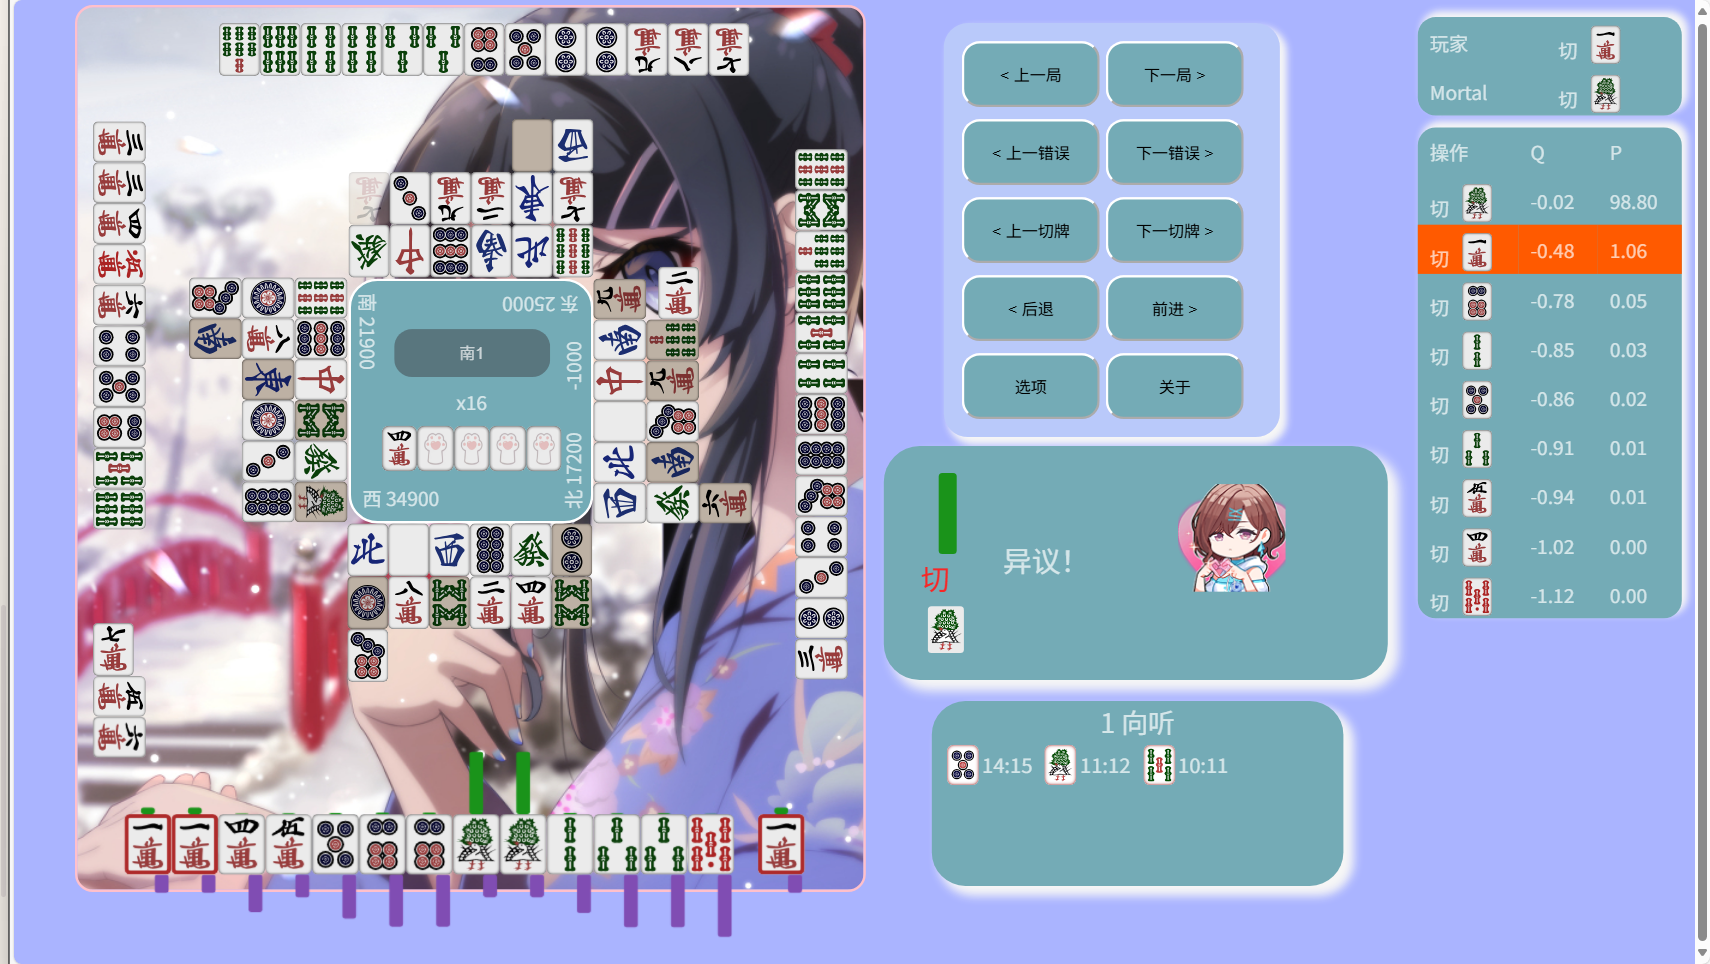 南 21900
东 25000
南1
-1000
x16
西 34900
北 17200
< 上一局
下一局 >
< 上一错误
下一错误 >
< 上一切牌
下一切牌 >
< 后退
前进 >
选项
关于
切
异议!
1 向听
14:15
11:12
10:11
玩家 切
Mortal 切
操作 Q P
切 -0.02 98.80
切 -0.48 1.06
切 -0.78 0.05
切 -0.85 0.03
切 -0.86 0.02
切 -0.91 0.01
切 -0.94 0.01
切 -1.02 0.00
切 -1.12 0.00